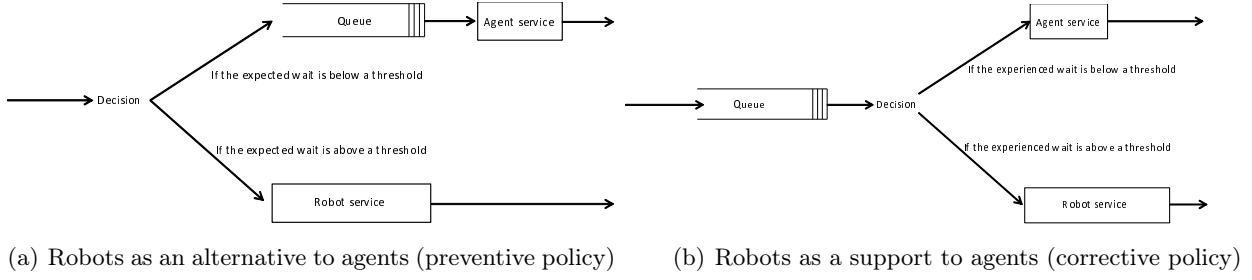 Queue
Agent service
If the expected wait is below a threshold
Decision
If the expected wait is above a threshold
Robot service
(a) Robots as an alternative to agents (preventive policy)
Agent service
If the experienced wait is below a threshold
Queue
Decision
If the experienced wait is above a threshold
Robot service
(b) Robots as a support to agents (corrective policy)